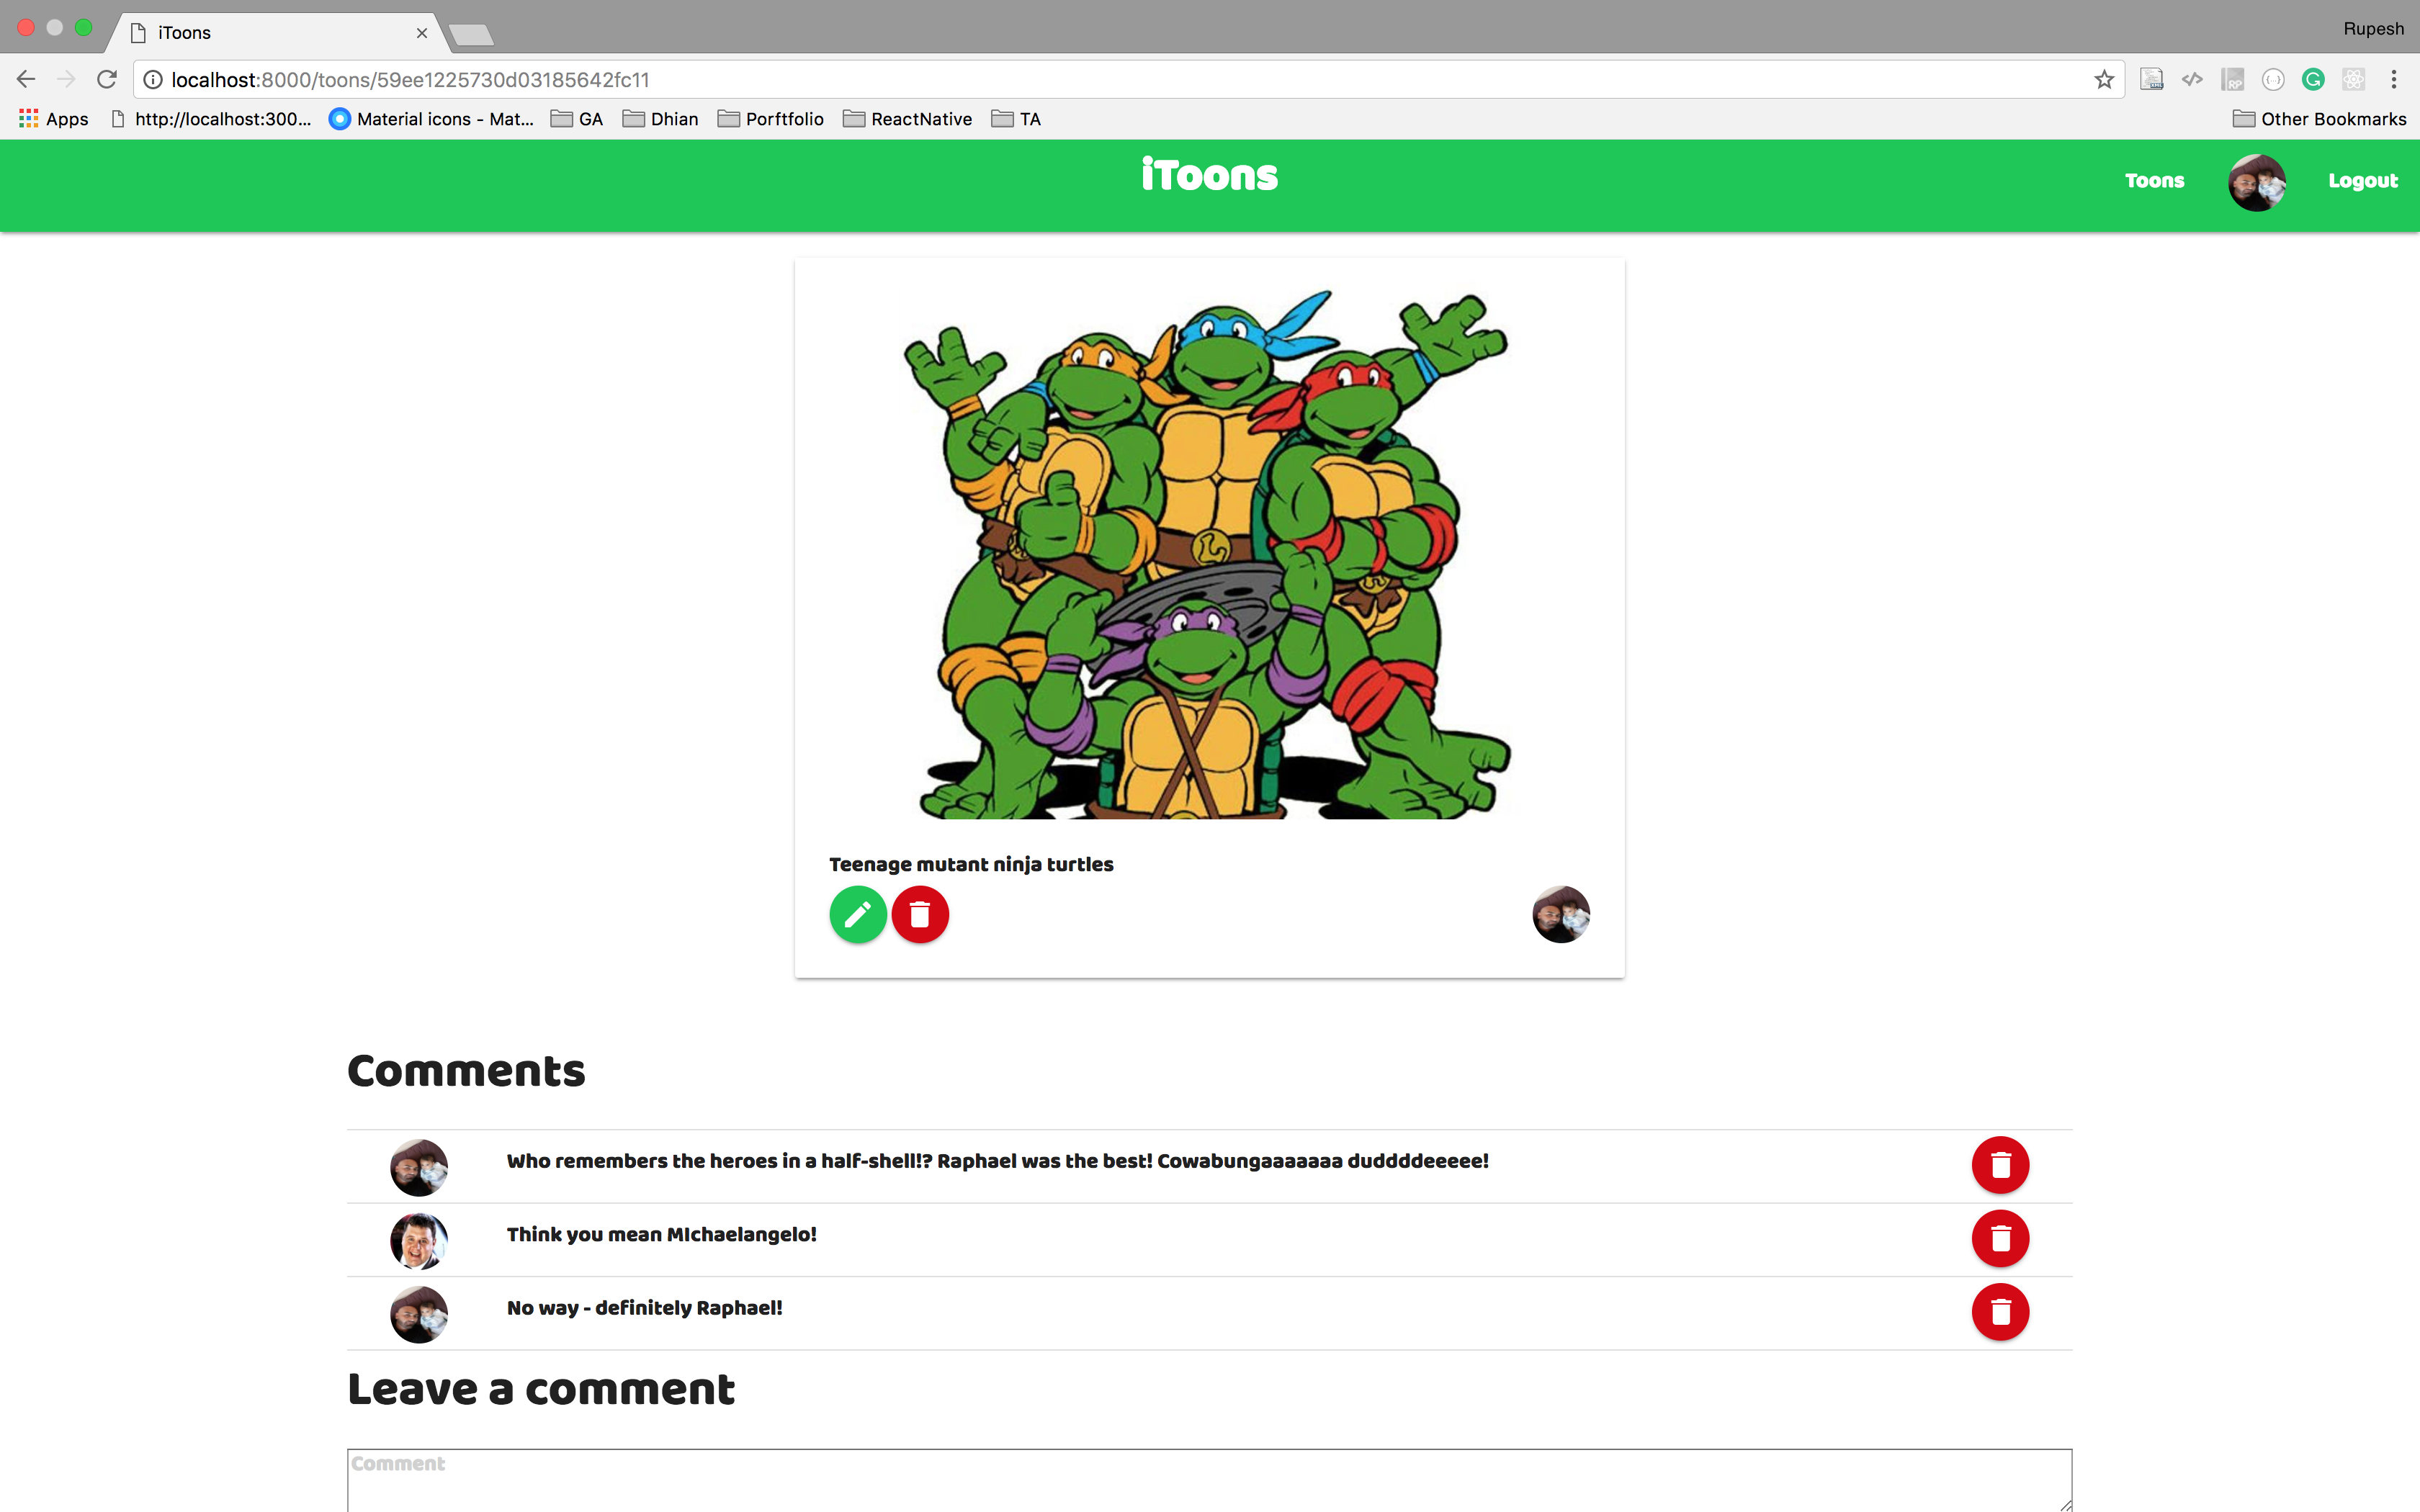 iToons
Rupesh
localhost:8000/toons/59ee1225730d03185642fc11
Apps http://localhost:300... Material icons - Mat... GA Dhian Porftfolio ReactNative TA Other Bookmarks
iToons
Toons Logout
L
Teenage mutant ninja turtles
Comments
Who remembers the heroes in a half-shell!? Raphael was the best! Cowabungaaaaaaa duddddeeeee!
Think you mean MIchaelangelo!
No way - definitely Raphael!
Leave a comment
Comment